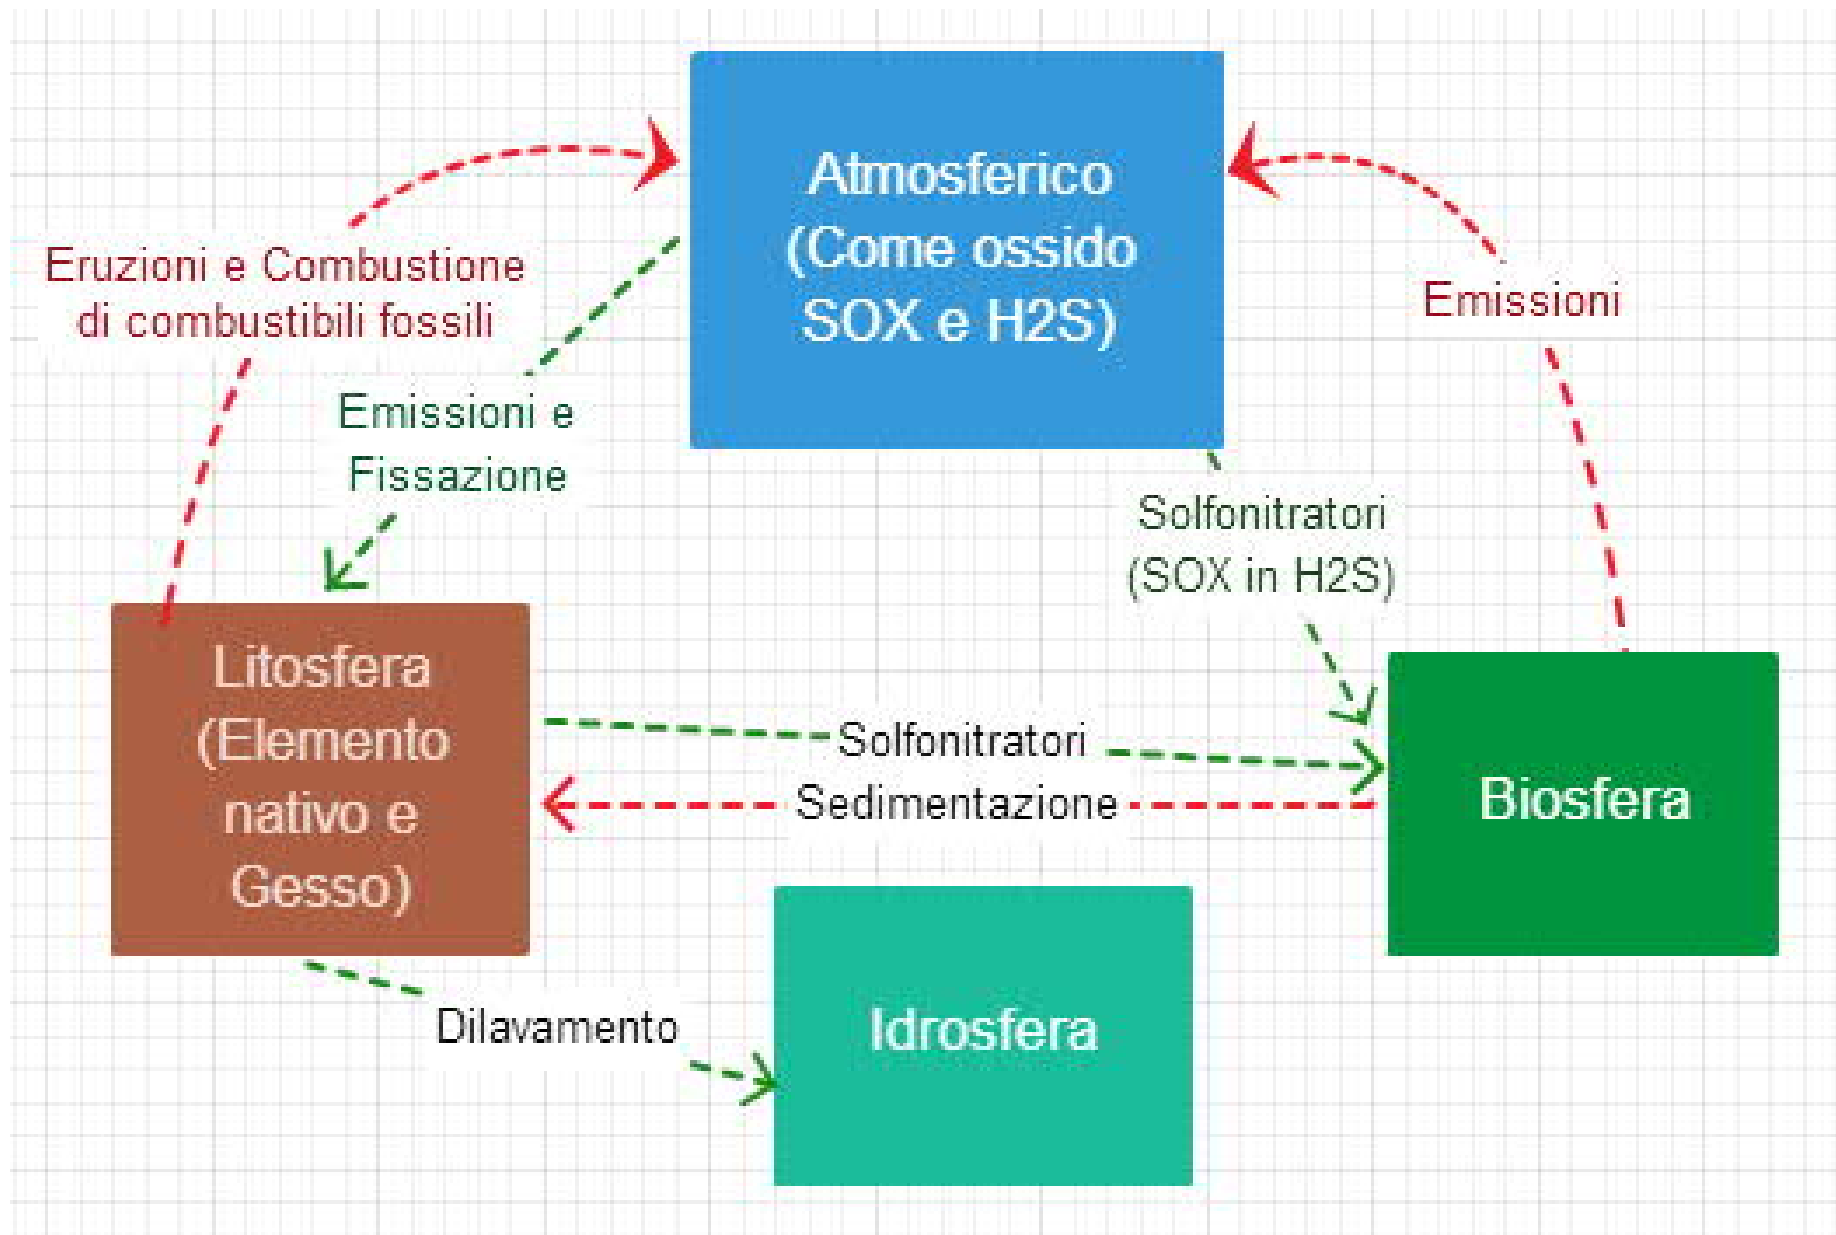 Atmosferico
(Come ossido
SOX e H2S)
Eruzioni e Combustione
di combustibili fossili
Emissioni
Emissioni e
Fissazione
Solfonitratori
(SOX in H2S)
Litosfera
(Elemento
nativo e
Gesso)
Solfonitratori
Sedimentazione
Biosfera
Dilavamento
Idrosfera